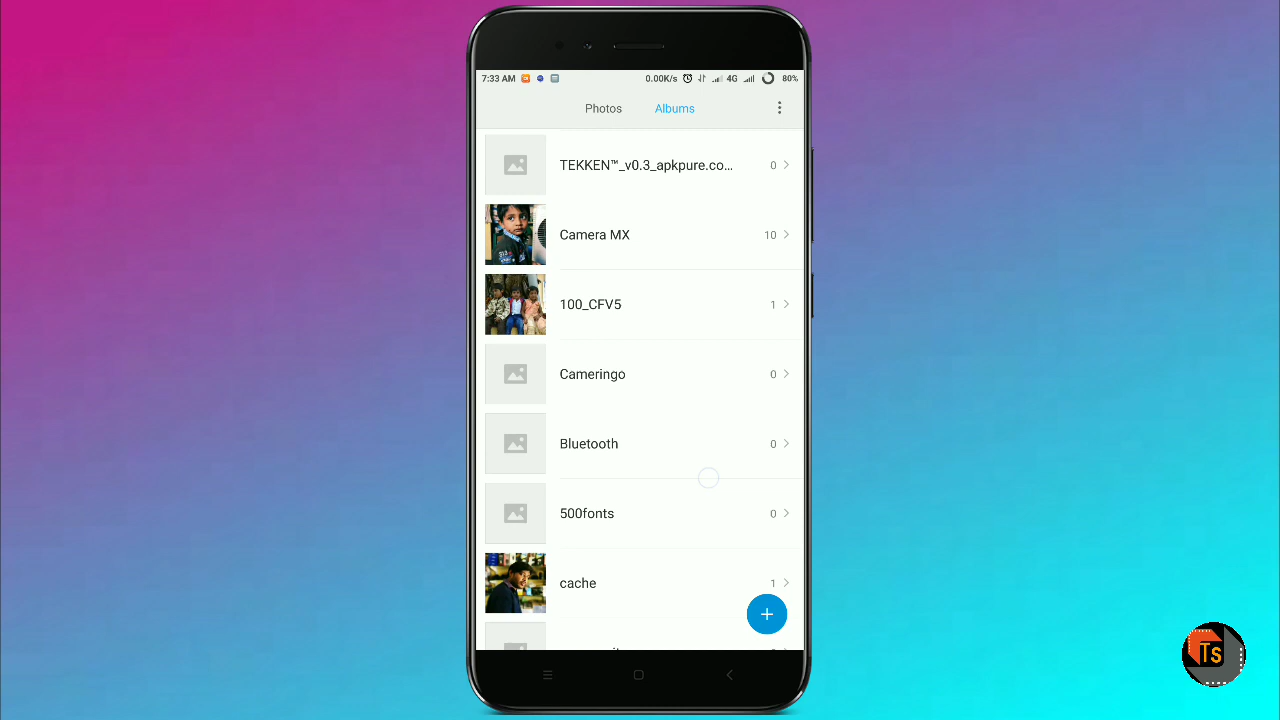 7:33 AM 0.00K/s 4G 80%
Photos Albums
TEKKEN™_v0.3_apkpure.co... 0
Camera MX 10
100_CFV5 1
Cameringo 0
Bluetooth 0
500fonts 0
cache 1
Ts